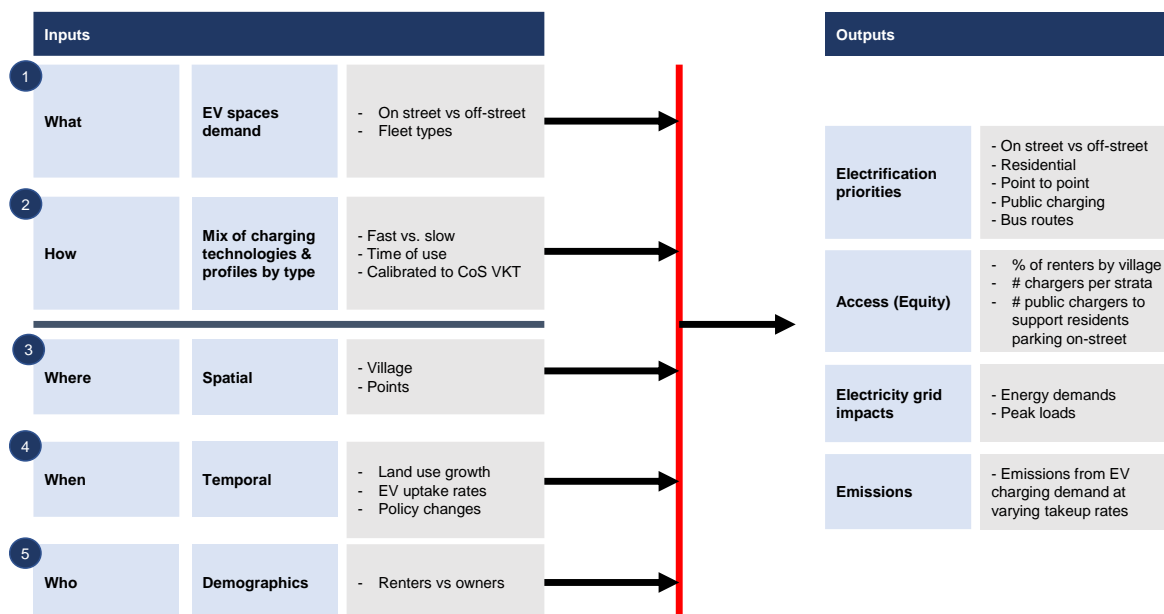 Inputs
Outputs
1
What
EV spaces
demand
- On street vs off-street
- Fleet types
2
How
Mix of charging
technologies &
profiles by type
- Fast vs. slow
- Time of use
- Calibrated to CoS VKT
3
Where
Spatial
- Village
- Points
4
When
Temporal
- Land use growth
- EV uptake rates
- Policy changes
5
Who
Demographics
- Renters vs owners
Electrification
priorities
- On street vs off-street
- Residential
- Point to point
- Public charging
- Bus routes
Access (Equity)
- % of renters by village
- # chargers per strata
- # public chargers to
support residents
parking on-street
Electricity grid
impacts
- Energy demands
- Peak loads
Emissions
- Emissions from EV
charging demand at
varying takeup rates